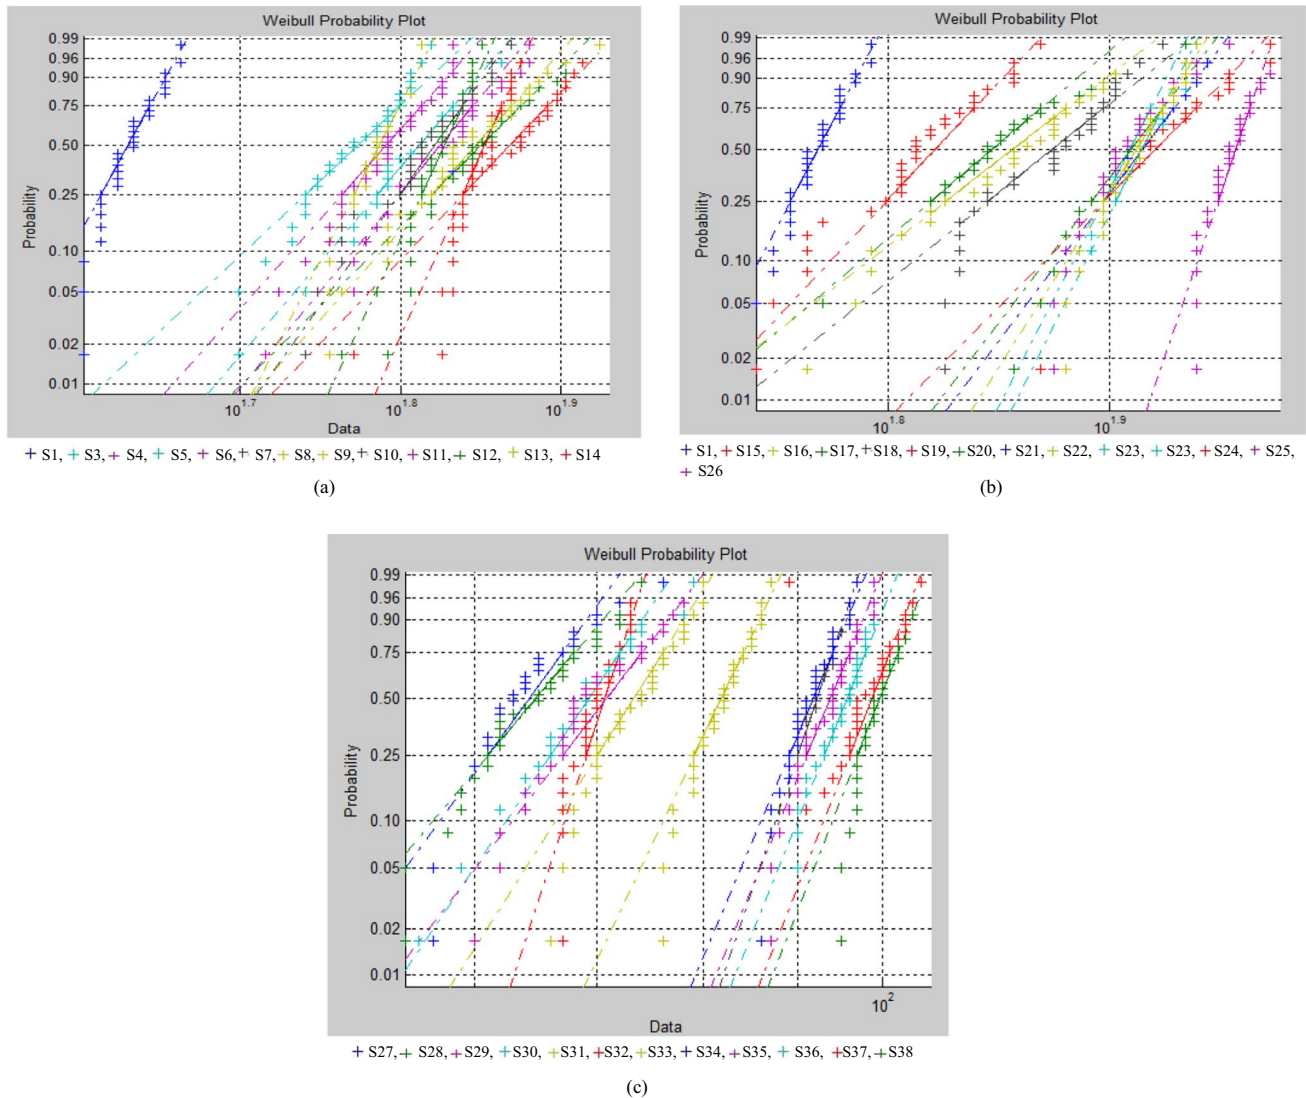 Weibull Probability Plot
0.99
0.96
0.90
0.75
0.50
0.25
0.10
0.05
0.02
0.01
Probability
10^1.7
10^1.8
10^1.9
Data
+ S1, + S3, + S4, + S5, + S6, + S7, + S8, + S9, + S10, + S11, + S12, + S13, + S14
(a)
Weibull Probability Plot
0.99
0.96
0.90
0.75
0.50
0.25
0.10
0.05
0.02
0.01
Probability
10^1.8
10^1.9
+ S1, + S15, + S16, + S17, + S18, + S19, + S20, + S21, + S22, + S23, + S23, + S24, + S25,
+ S26
(b)
Weibull Probability Plot
0.99
0.96
0.90
0.75
0.50
0.25
0.10
0.05
0.02
0.01
Probability
10^2
Data
+ S27, + S28, + S29, + S30, + S31, + S32, + S33, + S34, + S35, + S36, + S37, + S38
(c)